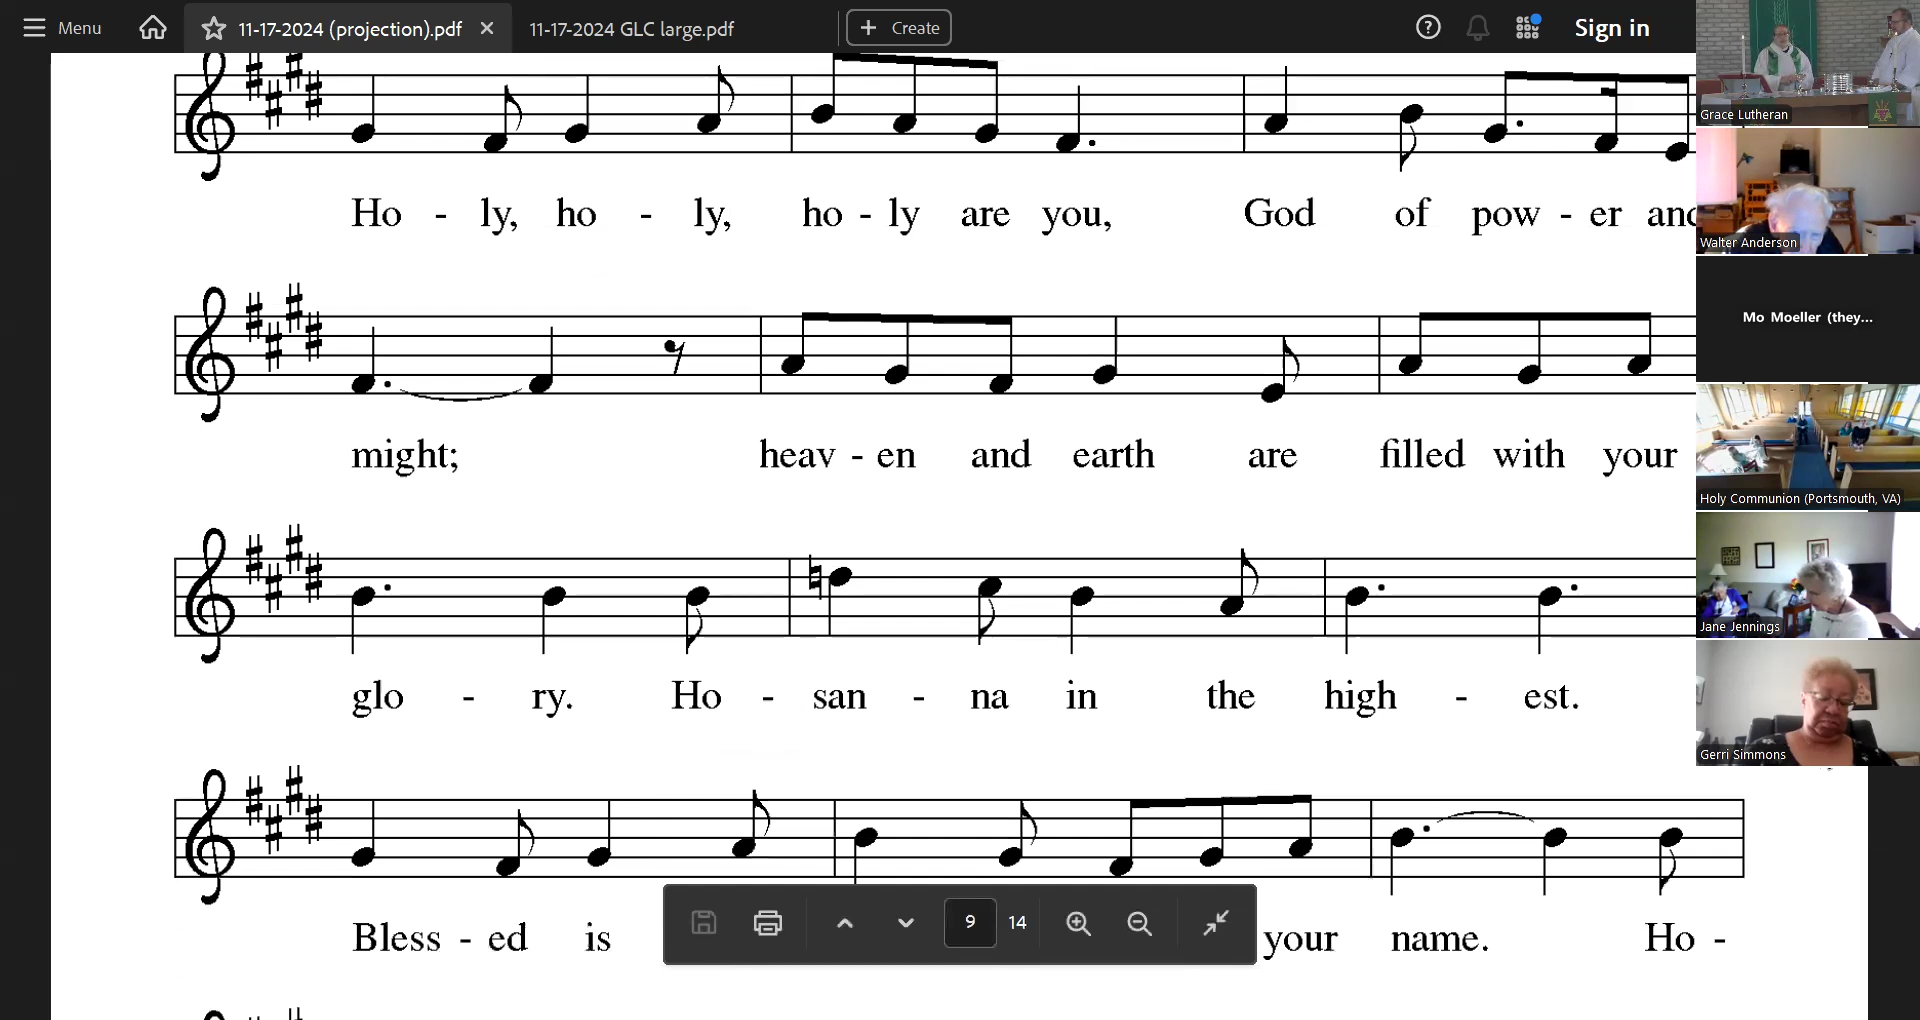 Menu
11-17-2024 (projection).pdf
11-17-2024 GLC large.pdf
Create
Sign in
Ho - ly, ho - ly, ho - ly are you, God of pow - er and
might; heav - en and earth are filled with your
glo - ry. Ho - san - na in the high - est.
Bless - ed is your name. Ho -
9 14
Grace Lutheran
Walter Anderson
Mo Moeller (they...
Holy Communion (Portsmouth, VA)
Jane Jennings
Gerri Simmons